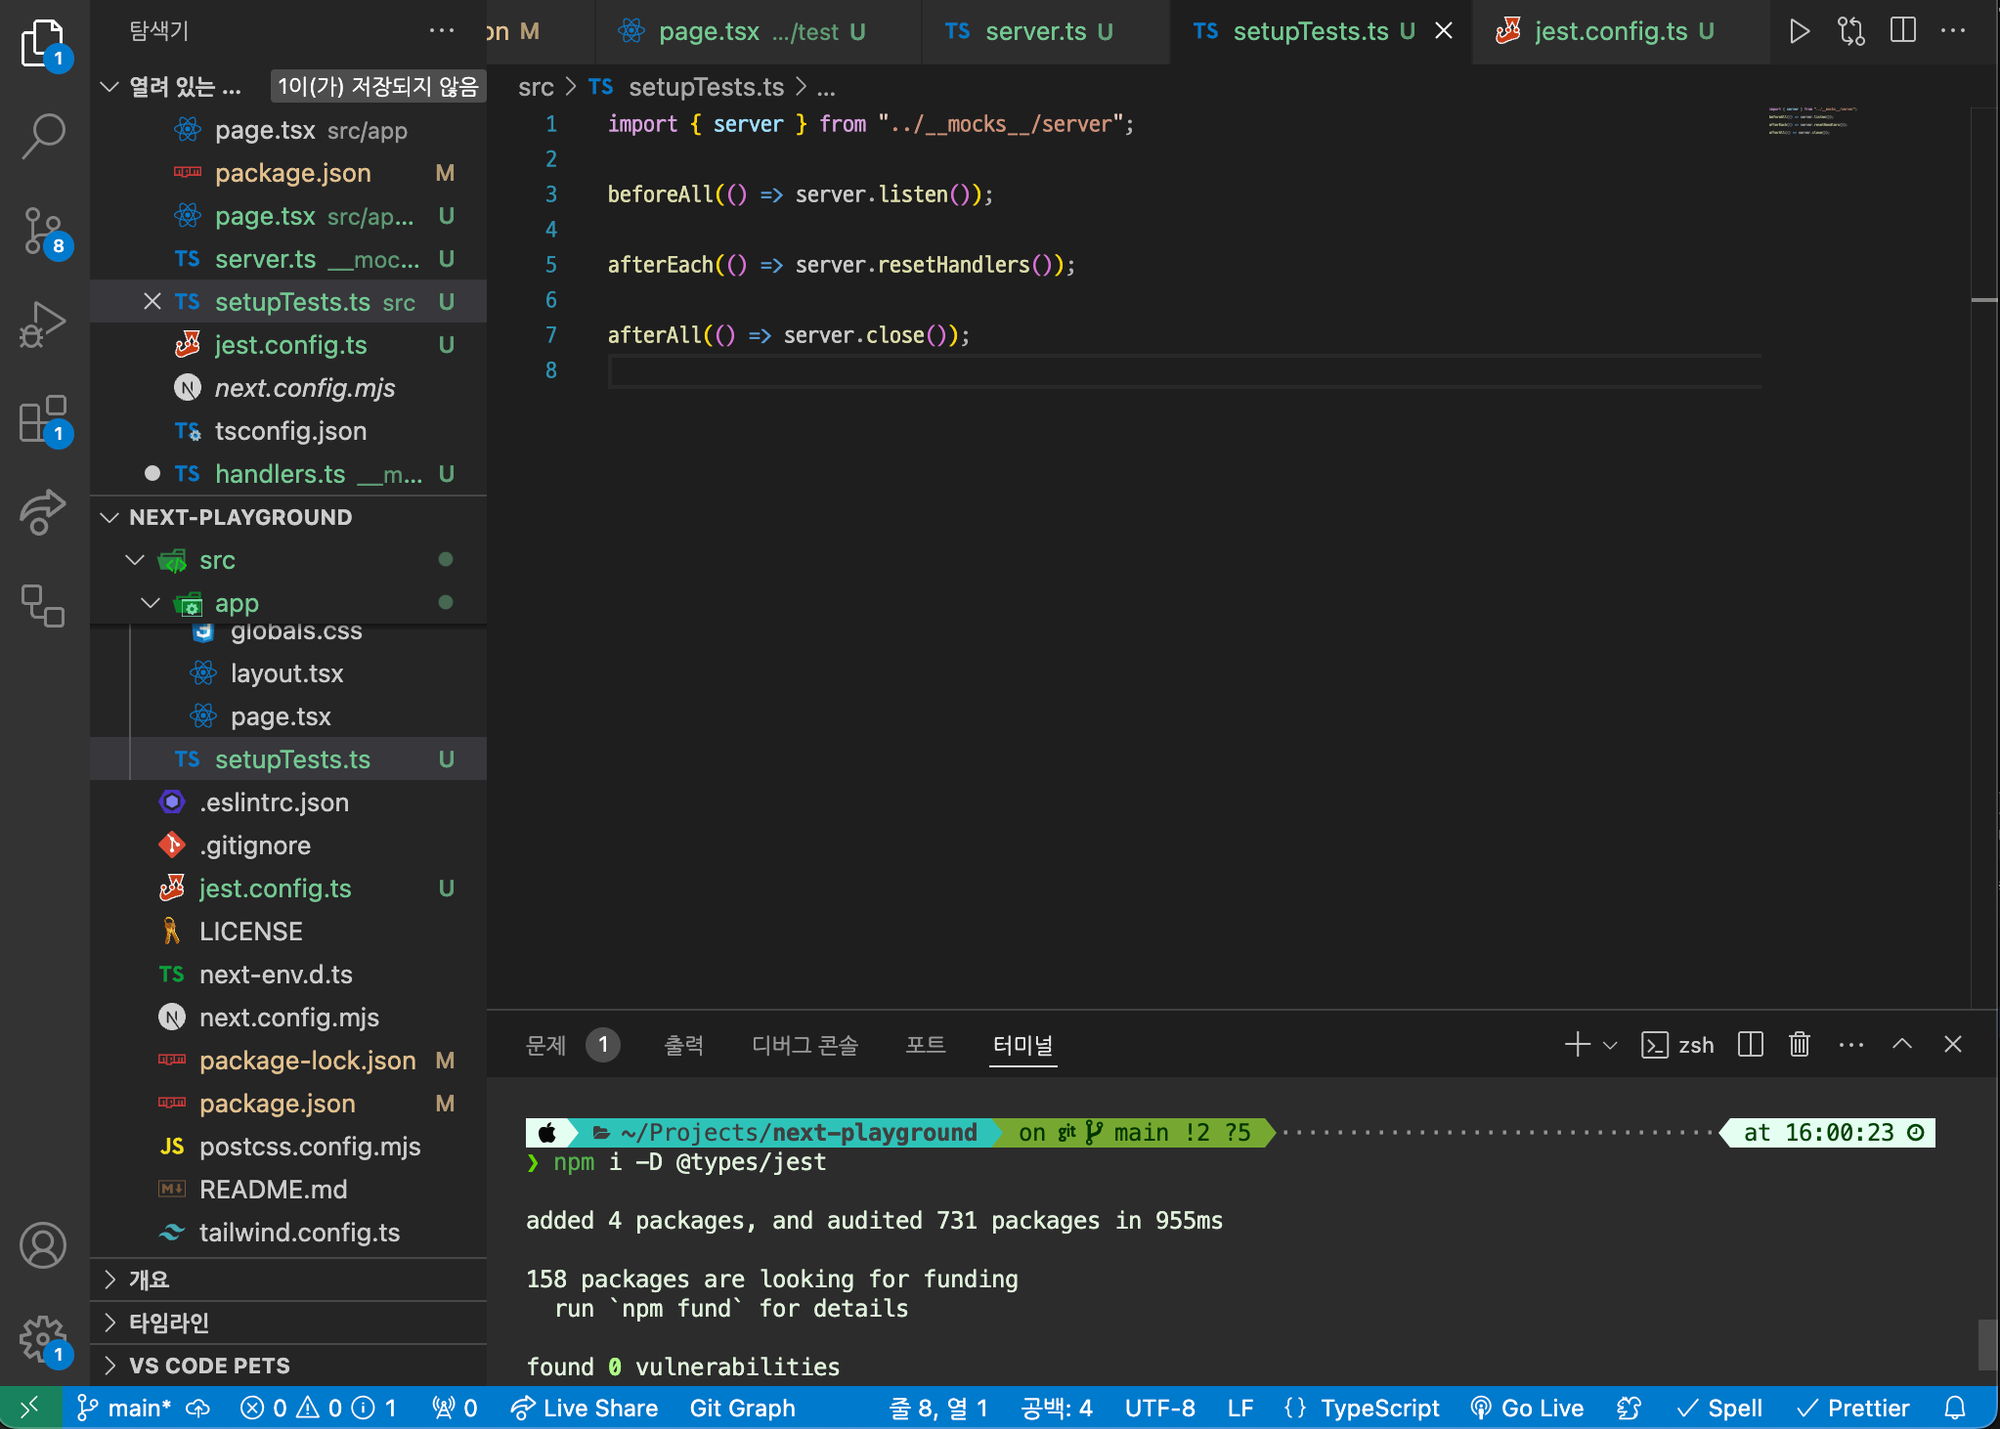 탐색기
열려 있는 ...
1이(가) 저장되지 않음
page.tsx src/app
package.json M
page.tsx src/ap... U
server.ts __moc... U
setupTests.ts src U
jest.config.ts U
next.config.mjs
tsconfig.json
handlers.ts __m... U
NEXT-PLAYGROUND
src
app
globals.css
layout.tsx
page.tsx
setupTests.ts U
.eslintrc.json
.gitignore
jest.config.ts U
LICENSE
next-env.d.ts
next.config.mjs
package-lock.json M
package.json M
postcss.config.mjs
README.md
tailwind.config.ts
개요
타임라인
VS CODE PETS
on M
page.tsx .../test U
TS server.ts U
TS setupTests.ts U
jest.config.ts U
src > TS setupTests.ts > ...
1 import { server } from "../__mocks__/server";
2
3 beforeAll(() => server.listen());
4
5 afterEach(() => server.resetHandlers());
6
7 afterAll(() => server.close());
8
문제 1 출력 디버그 콘솔 포트 터미널
zsh
~/Projects/next-playground on git main !2 ?5 at 16:00:23
❯ npm i -D @types/jest
added 4 packages, and audited 731 packages in 955ms
158 packages are looking for funding
run `npm fund` for details
found 0 vulnerabilities
main* 0 0 1 0 Live Share Git Graph 줄 8, 열 1 공백: 4 UTF-8 LF {} TypeScript Go Live Spell Prettier